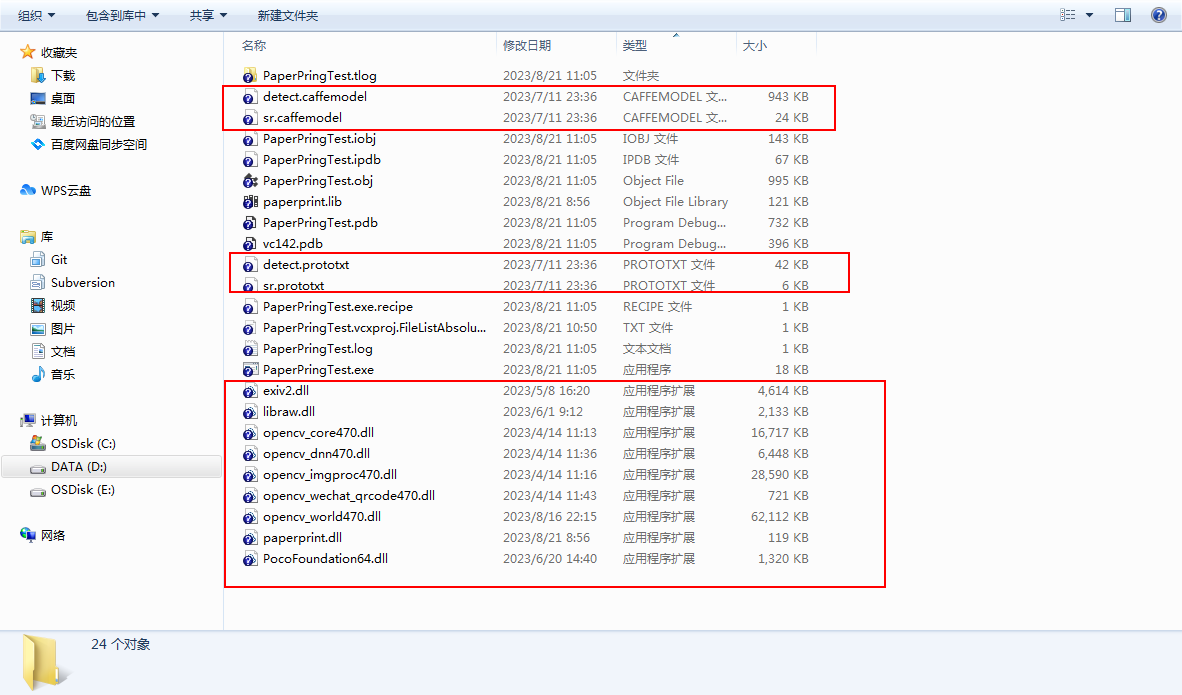 组织 包含到库中 共享 新建文件夹
收藏夹
下载
桌面
最近访问的位置
百度网盘同步空间
WPS云盘
库
Git
Subversion
视频
图片
文档
音乐
计算机
OSDisk (C:)
DATA (D:)
OSDisk (E:)
网络
名称 修改日期 类型 大小
PaperPringTest.tlog 2023/8/21 11:05 文件夹
detect.caffemodel 2023/7/11 23:36 CAFFEMODEL 文... 943 KB
sr.caffemodel 2023/7/11 23:36 CAFFEMODEL 文... 24 KB
PaperPringTest.iobj 2023/8/21 11:05 IOBJ 文件 143 KB
PaperPringTest.ipdb 2023/8/21 11:05 IPDB 文件 67 KB
PaperPringTest.obj 2023/8/21 11:05 Object File 995 KB
paperprint.lib 2023/8/21 8:56 Object File Library 121 KB
PaperPringTest.pdb 2023/8/21 11:05 Program Debug... 732 KB
vc142.pdb 2023/8/21 11:05 Program Debug... 396 KB
detect.prototxt 2023/7/11 23:36 PROTOTXT 文件 42 KB
sr.prototxt 2023/7/11 23:36 PROTOTXT 文件 6 KB
PaperPringTest.exe.recipe 2023/8/21 11:05 RECIPE 文件 1 KB
PaperPringTest.vcxproj.FileListAbsolu... 2023/8/21 10:50 TXT 文件 1 KB
PaperPringTest.log 2023/8/21 11:05 文本文档 1 KB
PaperPringTest.exe 2023/8/21 11:05 应用程序 18 KB
exiv2.dll 2023/5/8 16:20 应用程序扩展 4,614 KB
libraw.dll 2023/6/1 9:12 应用程序扩展 2,133 KB
opencv_core470.dll 2023/4/14 11:13 应用程序扩展 16,717 KB
opencv_dnn470.dll 2023/4/14 11:36 应用程序扩展 6,448 KB
opencv_imgproc470.dll 2023/4/14 11:16 应用程序扩展 28,590 KB
opencv_wechat_qrcode470.dll 2023/4/14 11:43 应用程序扩展 721 KB
opencv_world470.dll 2023/8/16 22:15 应用程序扩展 62,112 KB
paperprint.dll 2023/8/21 8:56 应用程序扩展 119 KB
PocoFoundation64.dll 2023/6/20 14:40 应用程序扩展 1,320 KB
24 个对象